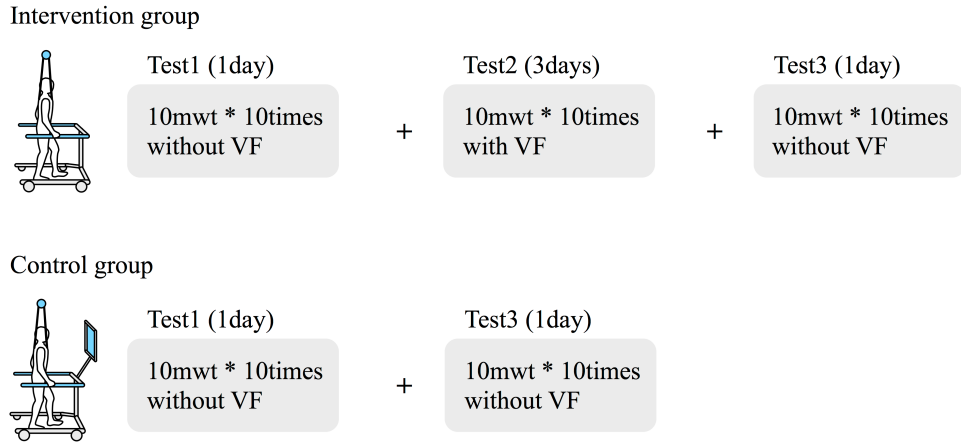 Intervention group
Test1 (1day)
10mwt * 10times
without VF
+
Test2 (3days)
10mwt * 10times
with VF
+
Test3 (1day)
10mwt * 10times
without VF
Control group
Test1 (1day)
10mwt * 10times
without VF
+
Test3 (1day)
10mwt * 10times
without VF